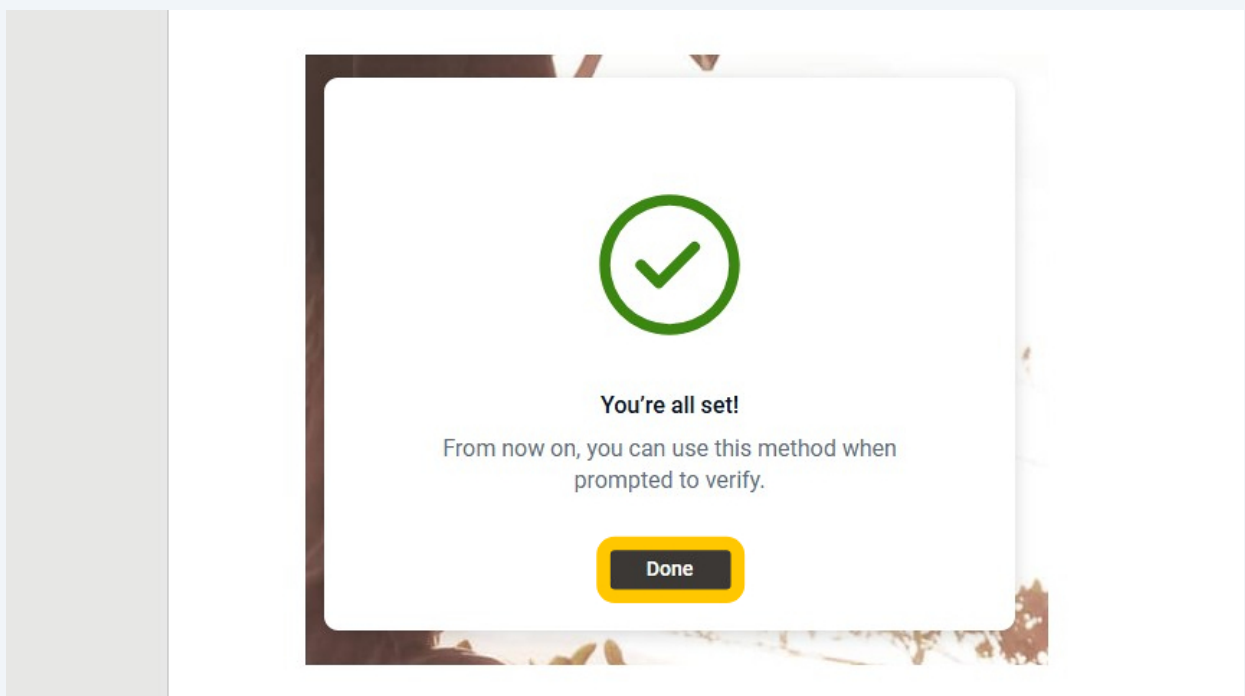 You’re all set!
From now on, you can use this method when
prompted to verify.
Done